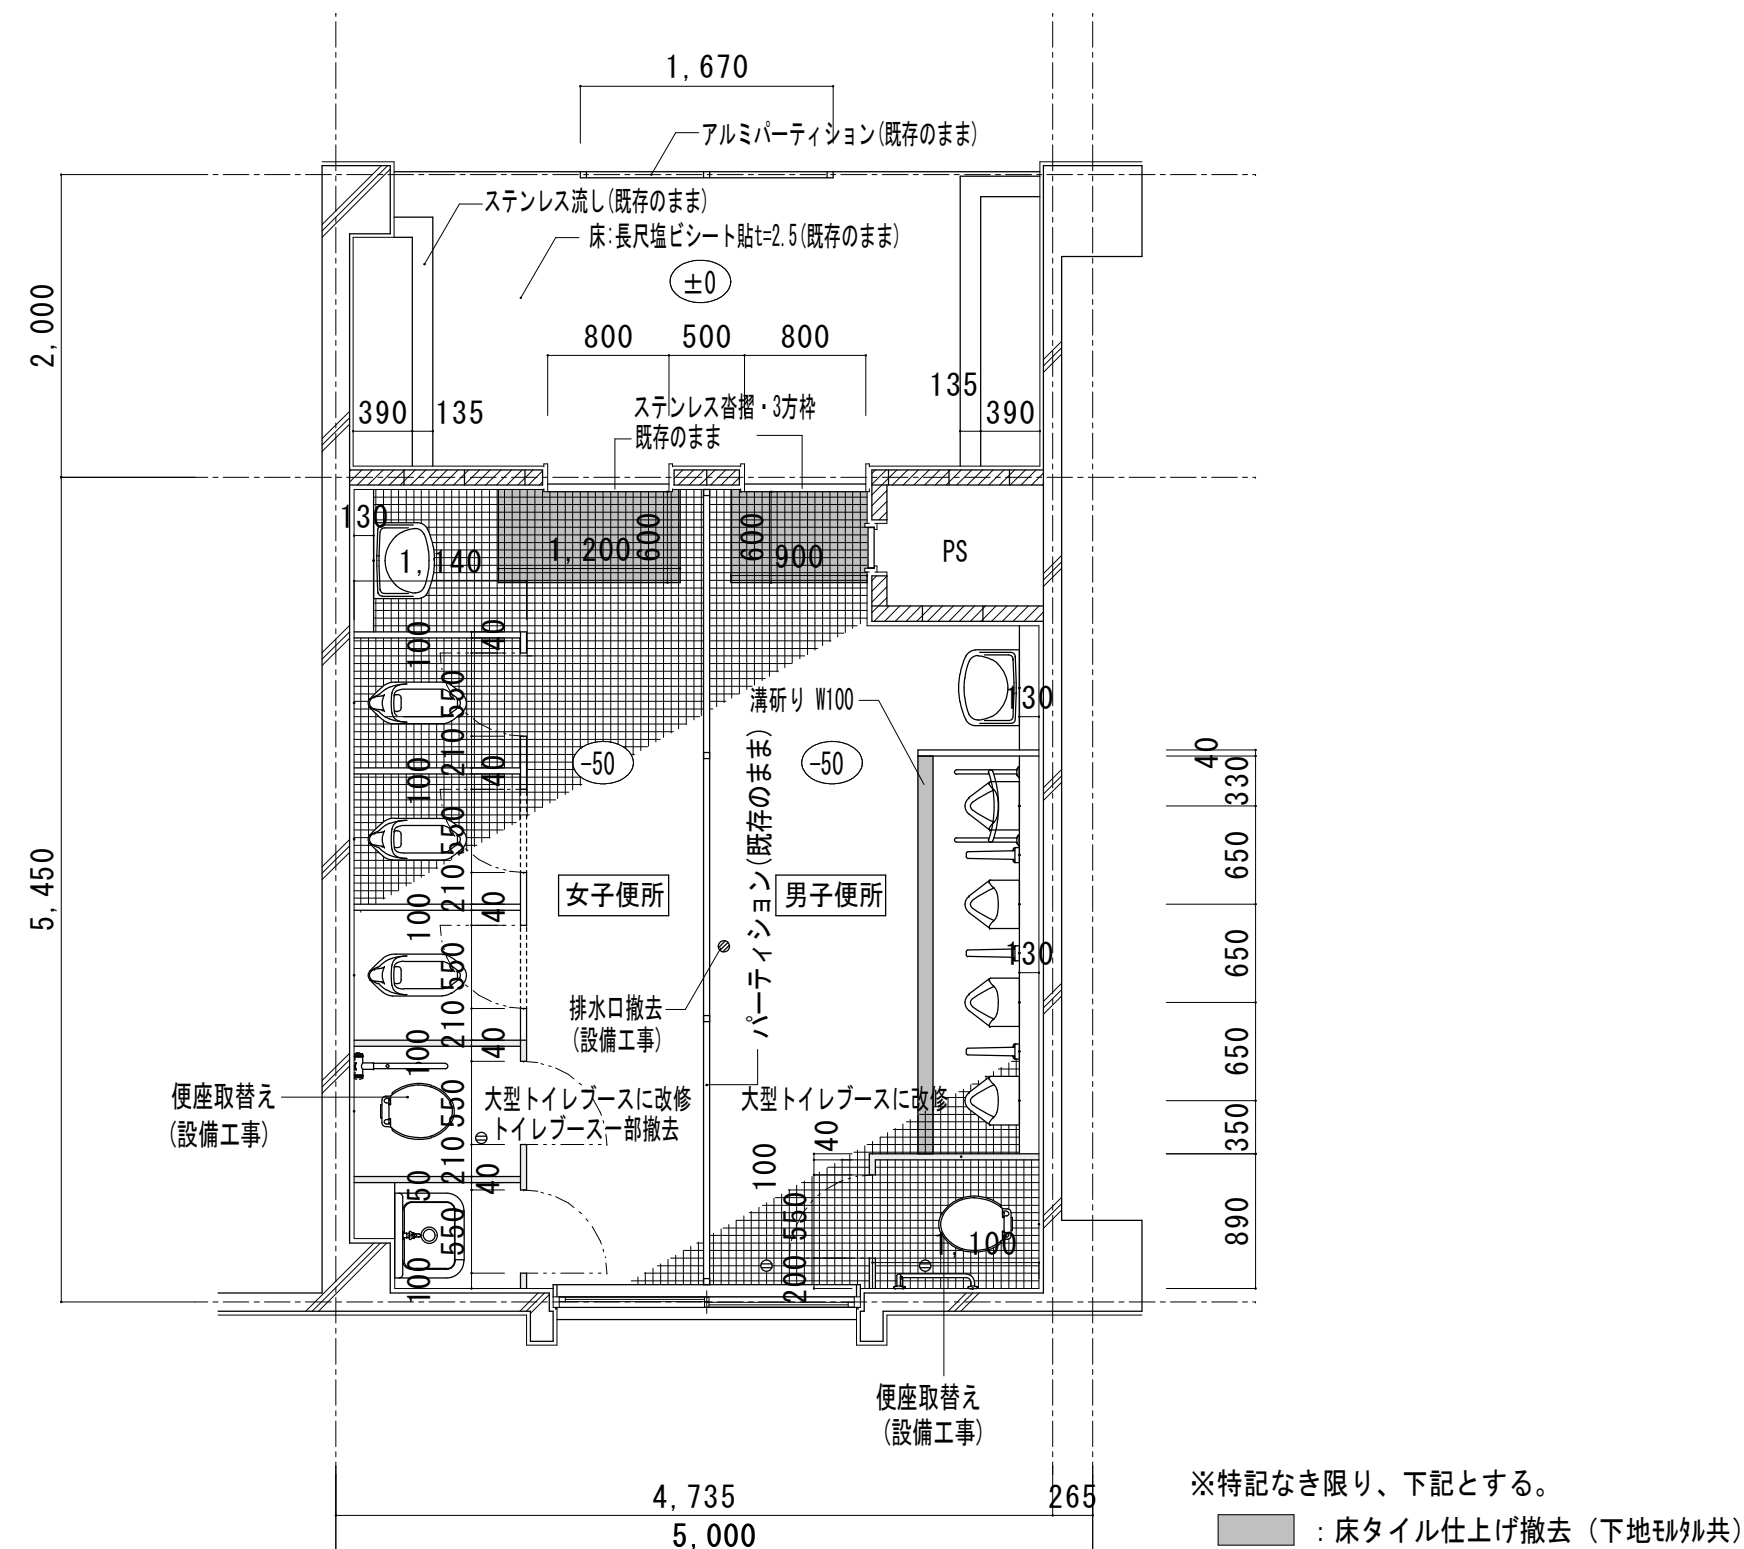 1,670
アルミパーティション(既存のまま)
ステンレス流し(既存のまま)
床:長尺塩ビシート貼t=2.5(既存のまま)
±0
2,000
800
500
800
135
390
135
390
ステンレス沓摺・3方枠
既存のまま
130
1,140
1,200
600
600
900
PS
100
40
550
210
100
40
溝斫り W100
130
-50
-50
パーティション(既存のまま)
40
330
550
210
650
5,450
女子便所
男子便所
100
40
550
210
650
130
排水口撤去
(設備工事)
100
40
650
便座取替え
(設備工事)
550
210
大型トイレブースに改修
トイレブース一部撤去
大型トイレブースに改修
350
40
100
50
40
550
100
550
200
1,100
890
便座取替え
(設備工事)
4,735
265
5,000
※特記なき限り、下記とする。
:床タイル仕上げ撤去(下地ﾓﾙﾀﾙ共)